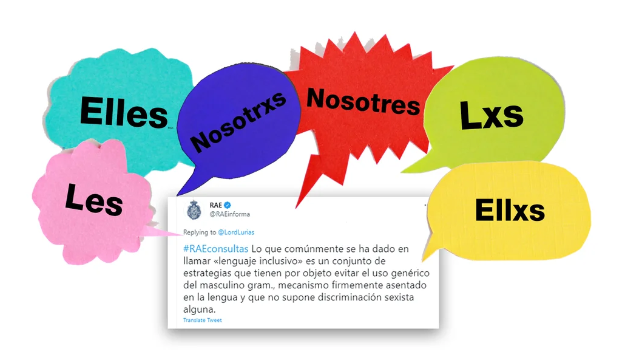 Elles
Nosotrxs
Nosotres
Lxs
Les
Ellxs
RAE
@RAEinforma
Replying to @LordLurias
#RAEconsultas Lo que comúnmente se ha dado en
llamar «lenguaje inclusivo» es un conjunto de
estrategias que tienen por objeto evitar el uso genérico
del masculino gram., mecanismo firmemente asentado
en la lengua y que no supone discriminación sexista
alguna.
Translate Tweet